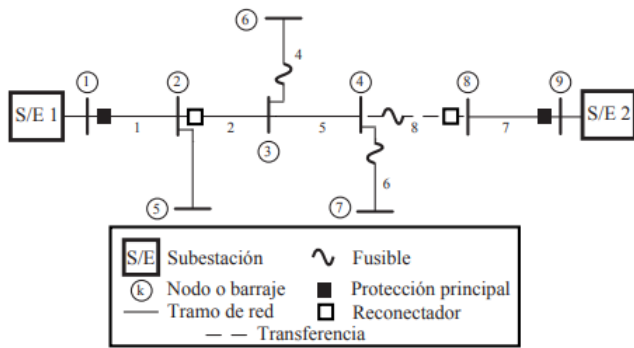 6
4
1
2
4
8
9
S/E 1
S/E 2
1
2
5
8
7
3
6
5
7
S/E Subestación
Fusible
k Nodo o barraje
Protección principal
Tramo de red
Reconectador
Transferencia